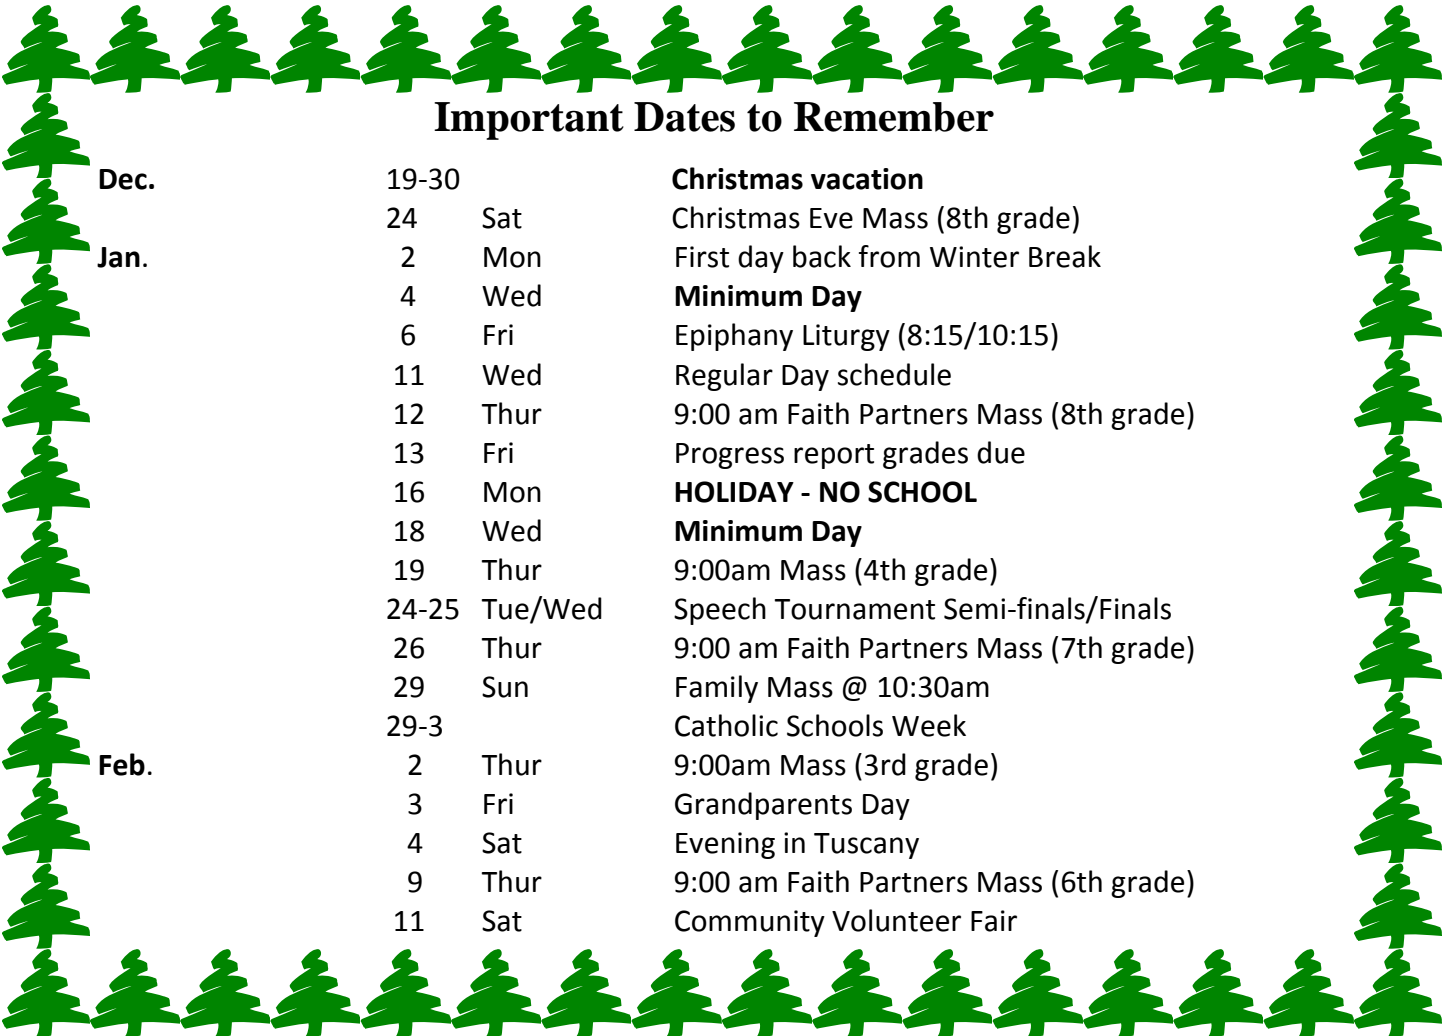 Important Dates to Remember
Dec. 19-30 Christmas vacation
24 Sat Christmas Eve Mass (8th grade)
Jan. 2 Mon First day back from Winter Break
4 Wed Minimum Day
6 Fri Epiphany Liturgy (8:15/10:15)
11 Wed Regular Day schedule
12 Thur 9:00 am Faith Partners Mass (8th grade)
13 Fri Progress report grades due
16 Mon HOLIDAY - NO SCHOOL
18 Wed Minimum Day
19 Thur 9:00am Mass (4th grade)
24-25 Tue/Wed Speech Tournament Semi-finals/Finals
26 Thur 9:00 am Faith Partners Mass (7th grade)
29 Sun Family Mass @ 10:30am
29-3 Catholic Schools Week
Feb. 2 Thur 9:00am Mass (3rd grade)
3 Fri Grandparents Day
4 Sat Evening in Tuscany
9 Thur 9:00 am Faith Partners Mass (6th grade)
11 Sat Community Volunteer Fair